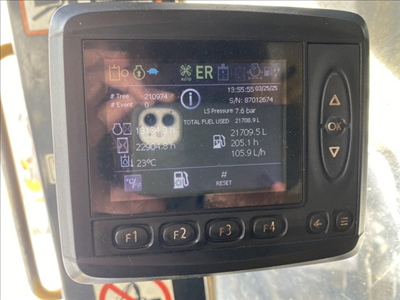 ER
# Tree 210974
# Event 0
13:55:55 03/25/25
S/N: 87012674
LS Pressure 7.6 bar
TOTAL FUEL USED 21708.9 L
21709.5 L
22904.8 h
205.1 h
23°C
105.9 L/h
#
RESET
OK
F1 F2 F3 F4